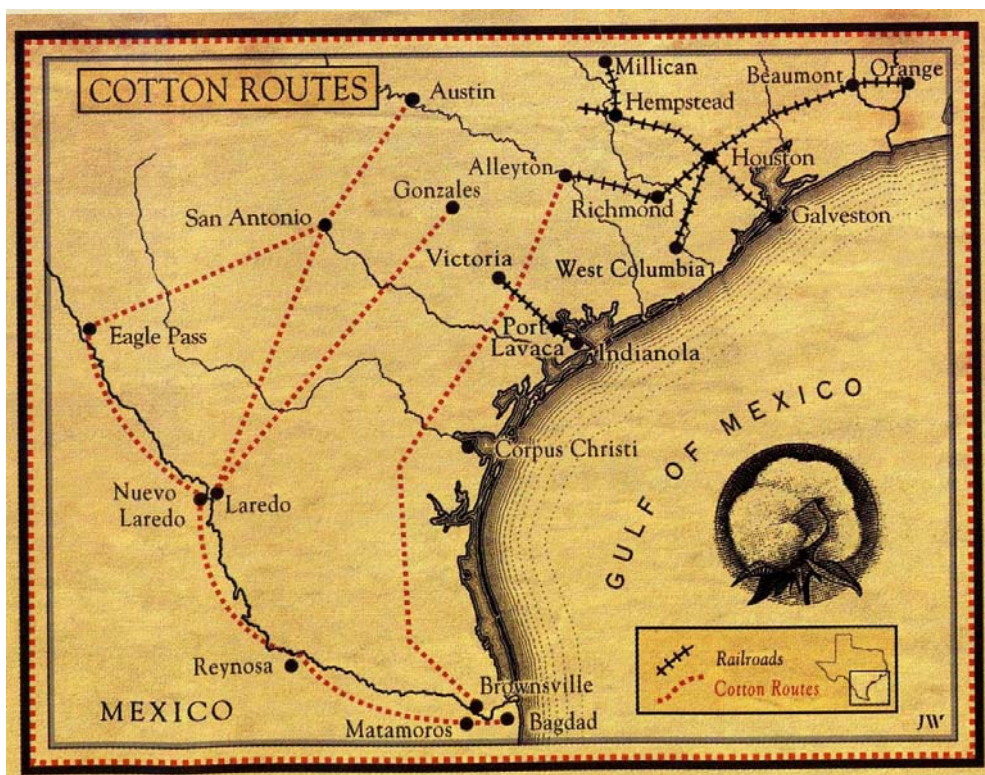 COTTON ROUTES
Millican
Beaumont
Orange
Austin
Hempstead
Alleyton
Houston
Gonzales
Richmond
San Antonio
Galveston
Victoria
West Columbia
Eagle Pass
Port
Lavaca
Indianola
GULF OF MEXICO
Corpus Christi
Nuevo
Laredo
Laredo
Reynosa
Railroads
Cotton Routes
Brownsville
MEXICO
Matamoros
Bagdad
JW